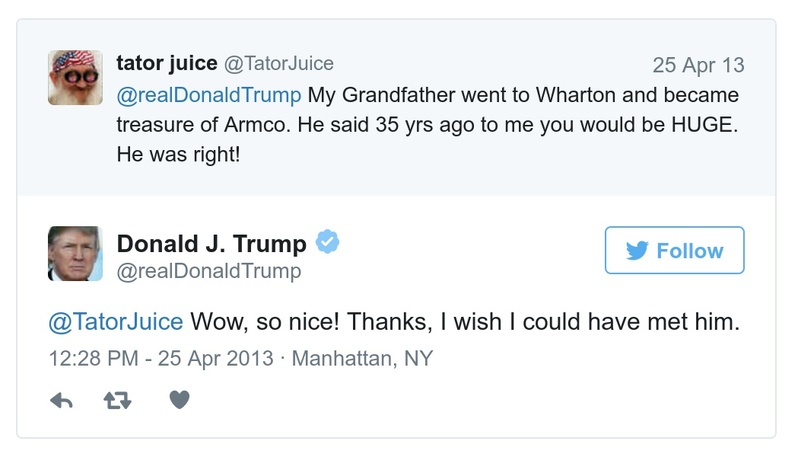 tator juice @TatorJuice 25 Apr 13
@realDonaldTrump My Grandfather went to Wharton and became
treasure of Armco. He said 35 yrs ago to me you would be HUGE.
He was right!
Donald J. Trump
@realDonaldTrump
Follow
@TatorJuice Wow, so nice! Thanks, I wish I could have met him.
12:28 PM - 25 Apr 2013 · Manhattan, NY